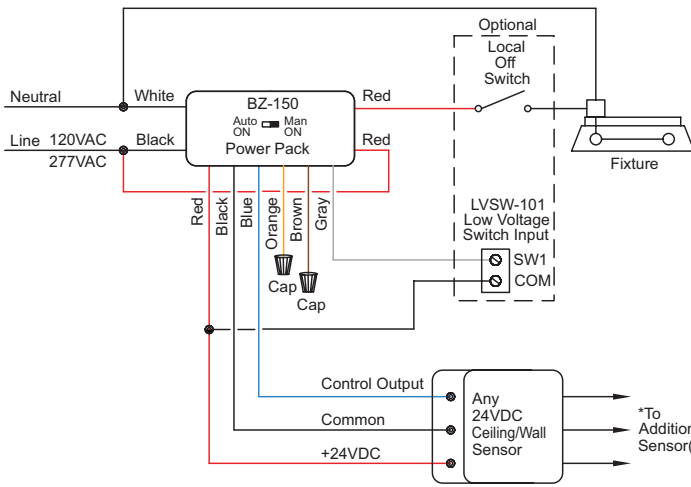 Optional
Local
Off
Switch
Neutral
White
Red
BZ-150
Auto Man
ON ON
Power Pack
Line 120VAC
277VAC
Black
Red
Fixture
Red
Black
Blue
Orange
Brown
Gray
LVSW-101
Low Voltage
Switch Input
SW1
COM
Cap
Cap
Control Output
Common
+24VDC
Any
24VDC
Ceiling/Wall
Sensor
*To
Addition
Sensor(